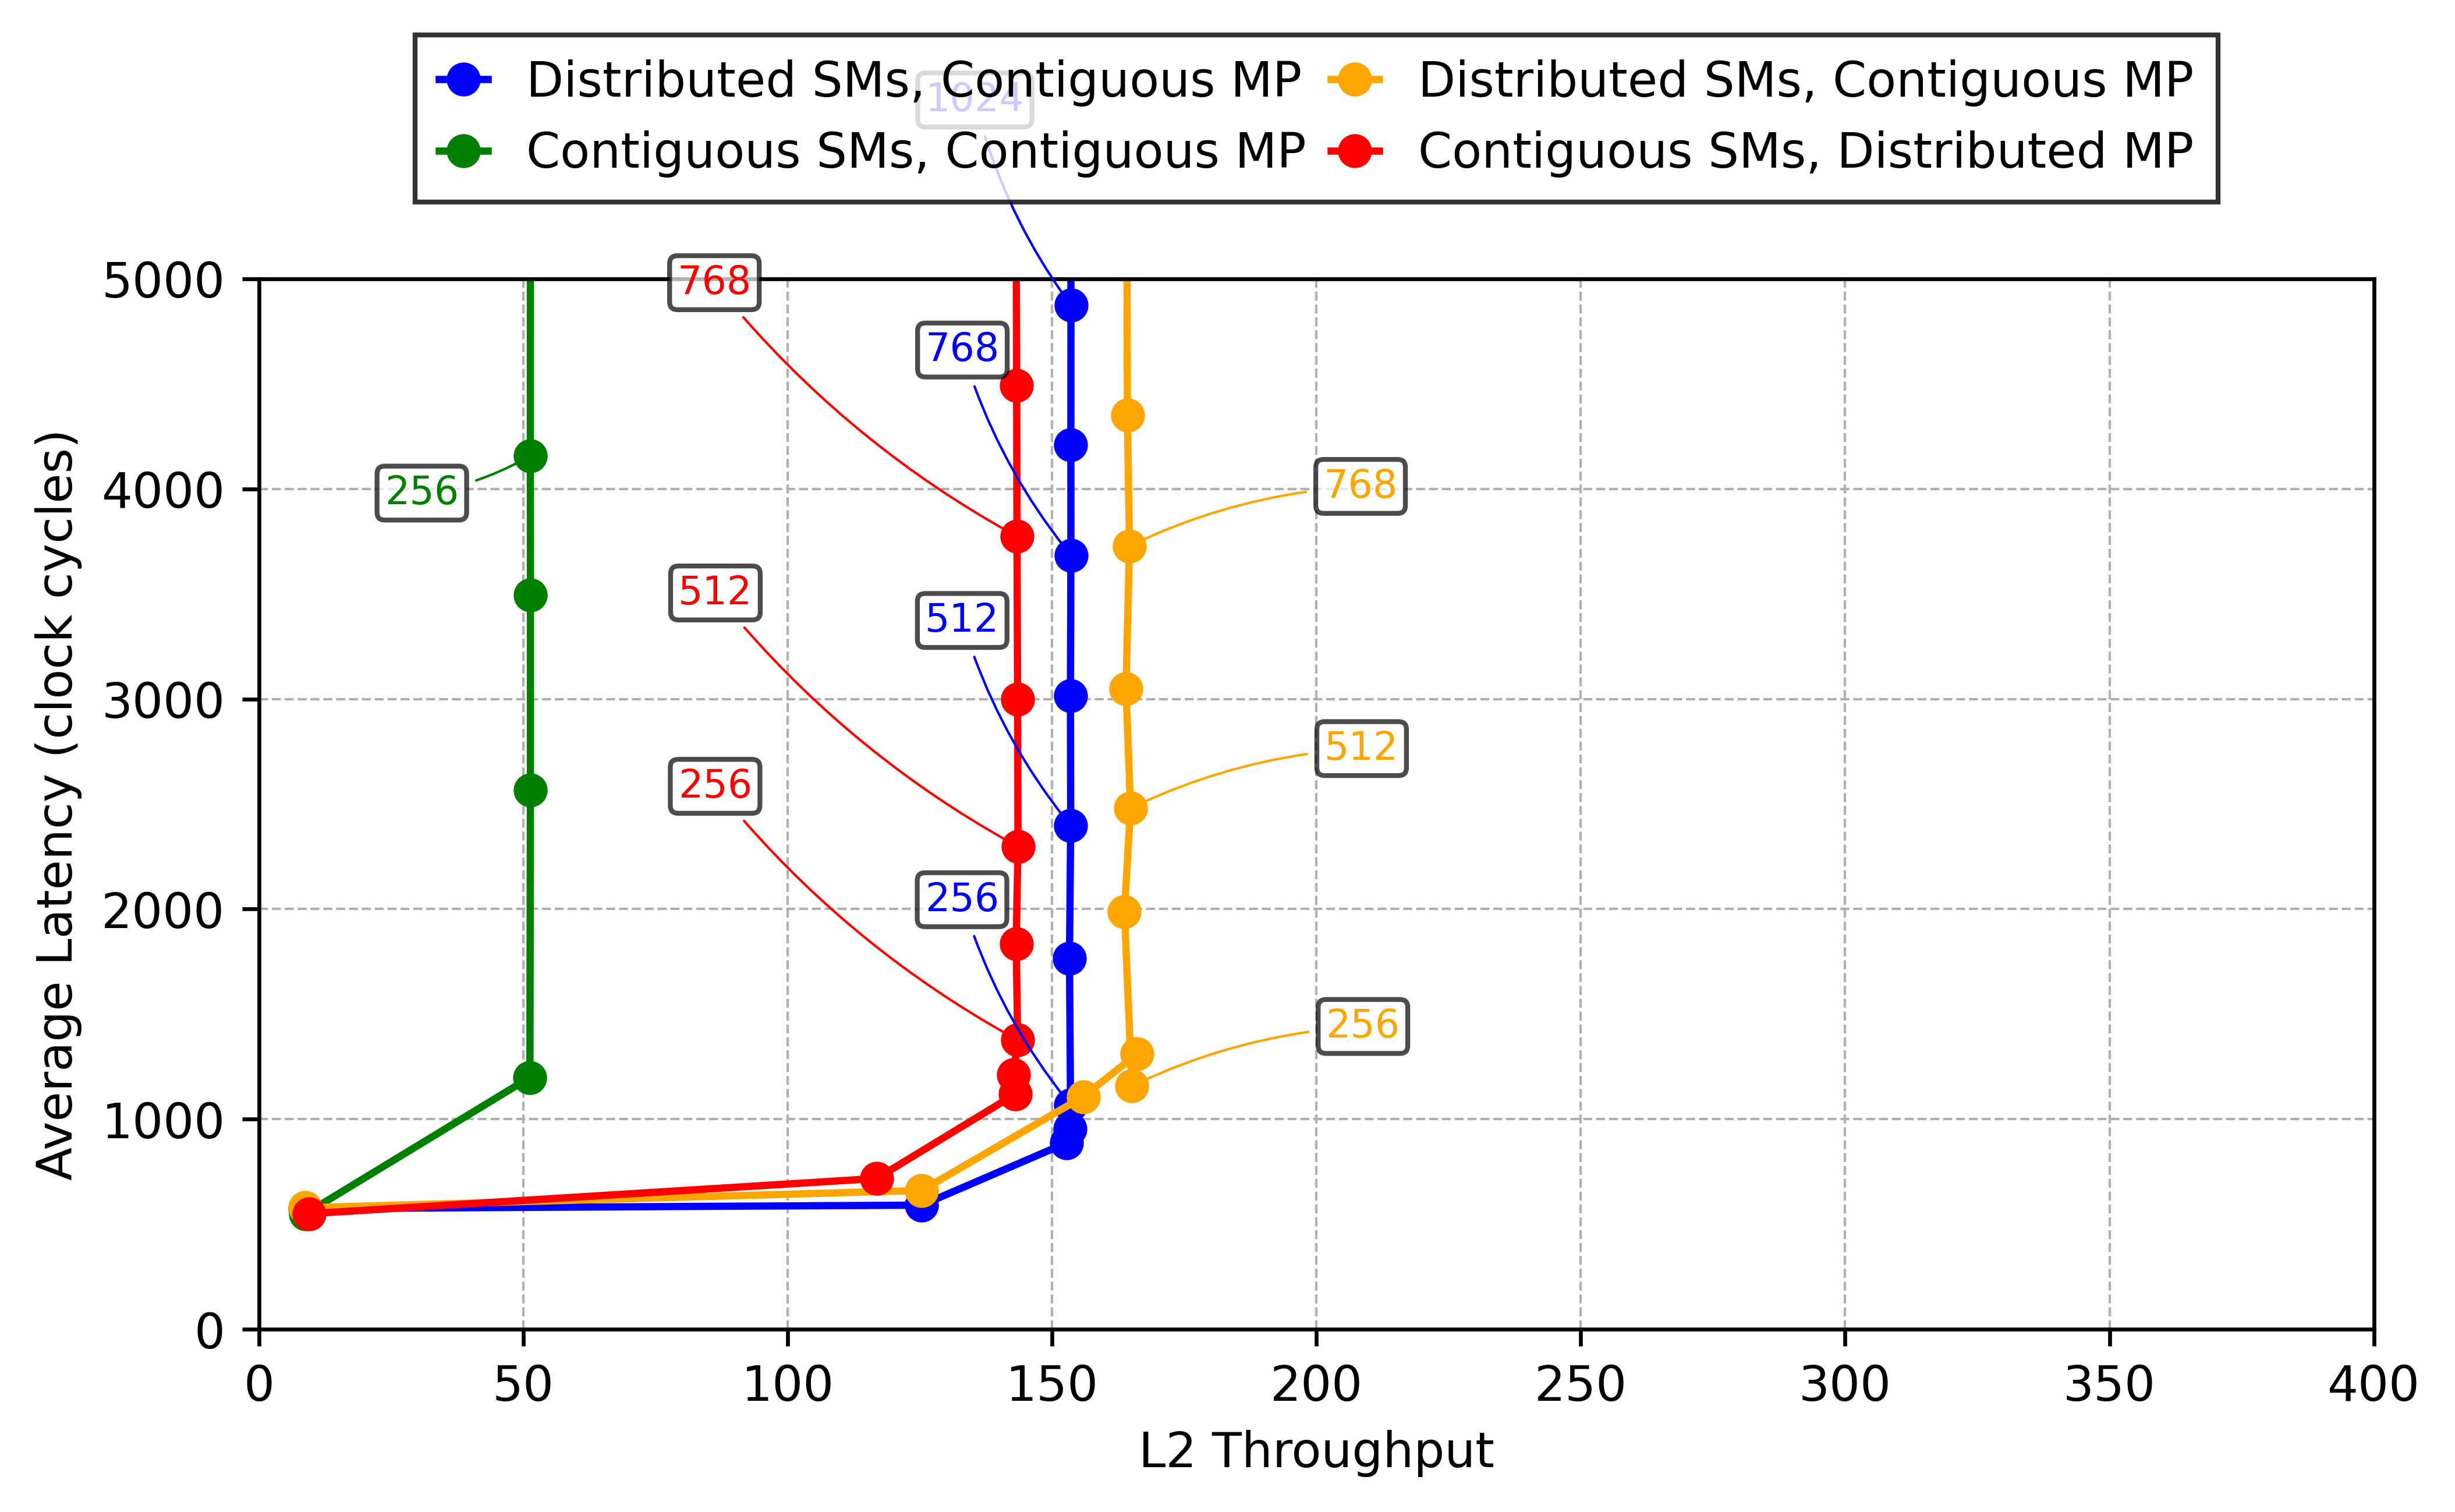 Distributed SMs, Contiguous MP
Contiguous SMs, Contiguous MP
Distributed SMs, Contiguous MP
Contiguous SMs, Distributed MP
1024
5000
4000
3000
2000
1000
0
Average Latency (clock cycles)
768
768
256
768
512
512
512
256
256
256
0 50 100 150 200 250 300 350 400
L2 Throughput